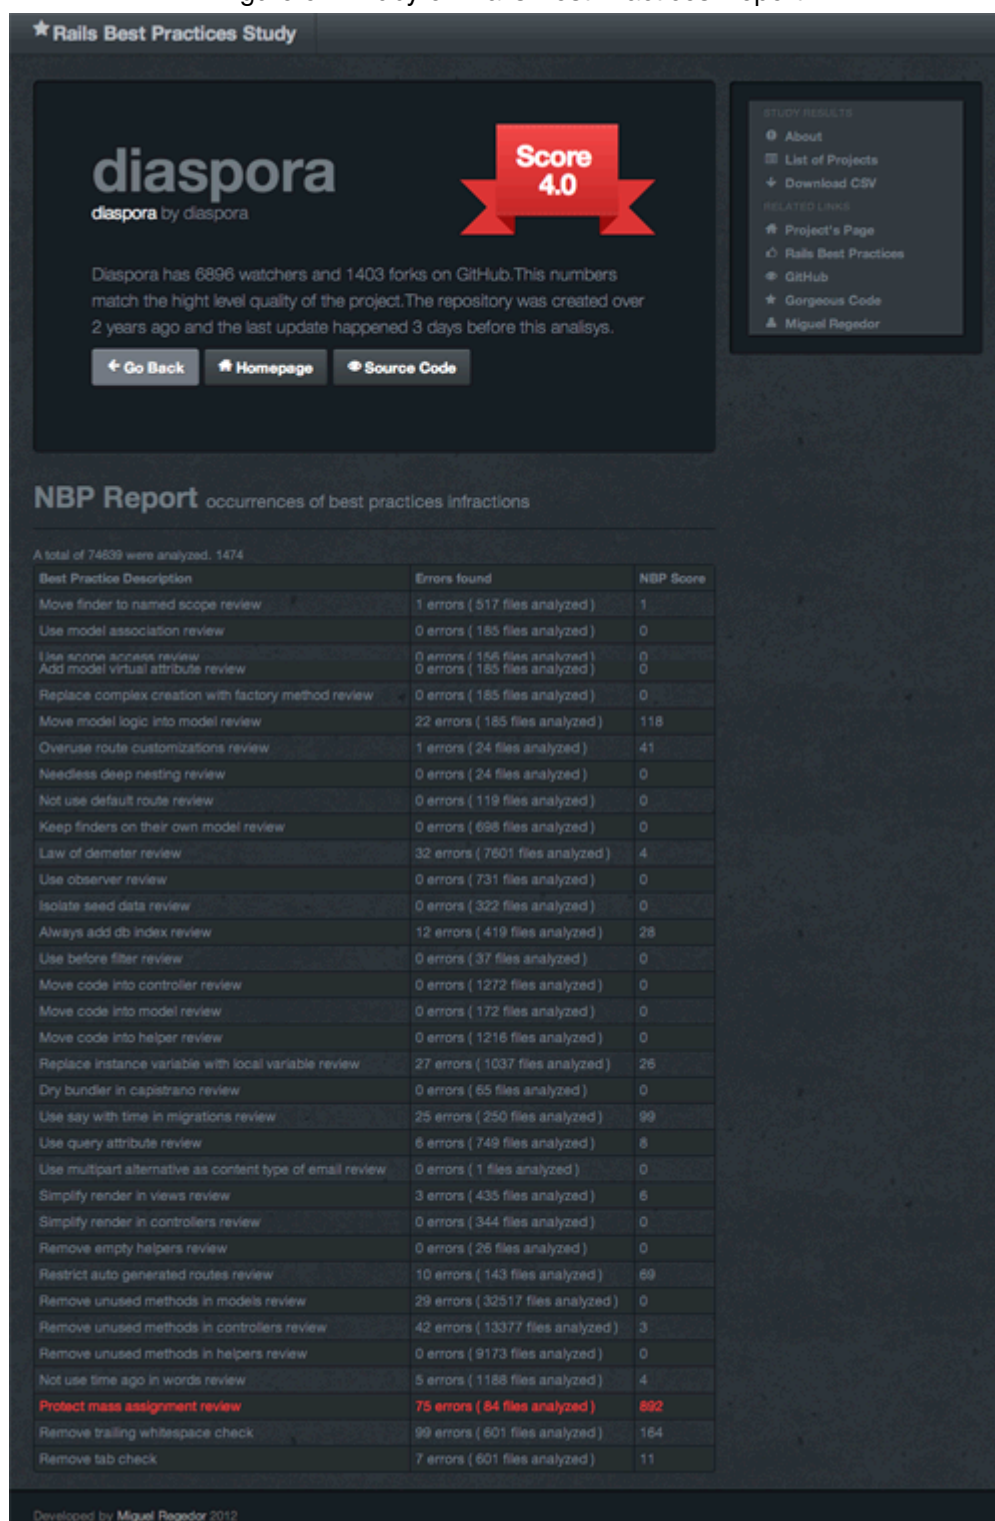 Rails Best Practices Study
diaspora
diaspora by diaspora
Score
4.0
Diaspora has 6896 watchers and 1403 forks on GitHub.This numbers
match the hight level quality of the project.The repository was created over
2 years ago and the last update happened 3 days before this analisys.
Go Back Homepage Source Code
STUDY RESULTS
About
List of Projects
Download CSV
RELATED LINKS
Project's Page
Rails Best Practices
GitHub
Gorgeous Code
Miguel Regedor
NBP Report occurrences of best practices infractions
A total of 74639 were analyzed. 1474
Best Practice Description Errors found NBP Score
Move finder to named scope review 1 errors ( 517 files analyzed ) 1
Use model association review 0 errors ( 185 files analyzed ) 0
Use scope access review 0 errors ( 156 files analyzed ) 0
Add model virtual attribute review 0 errors ( 185 files analyzed ) 0
Replace complex creation with factory method review 0 errors ( 185 files analyzed ) 0
Move model logic into model review 22 errors ( 185 files analyzed ) 118
Overuse route customizations review 1 errors ( 24 files analyzed ) 41
Needless deep nesting review 0 errors ( 24 files analyzed ) 0
Not use default route review 0 errors ( 119 files analyzed ) 0
Keep finders on their own model review 0 errors ( 698 files analyzed ) 0
Law of demeter review 32 errors ( 7601 files analyzed ) 4
Use observer review 0 errors ( 731 files analyzed ) 0
Isolate seed data review 0 errors ( 322 files analyzed ) 0
Always add db index review 12 errors ( 419 files analyzed ) 28
Use before filter review 0 errors ( 37 files analyzed ) 0
Move code into controller review 0 errors ( 1272 files analyzed ) 0
Move code into model review 0 errors ( 172 files analyzed ) 0
Move code into helper review 0 errors ( 1216 files analyzed ) 0
Replace instance variable with local variable review 27 errors ( 1037 files analyzed ) 26
Dry bundler in capistrano review 0 errors ( 65 files analyzed ) 0
Use say with time in migrations review 25 errors ( 250 files analyzed ) 99
Use query attribute review 6 errors ( 749 files analyzed ) 8
Use multipart alternative as content type of email review 0 errors ( 1 files analyzed ) 0
Simplify render in views review 3 errors ( 435 files analyzed ) 6
Simplify render in controllers review 0 errors ( 344 files analyzed ) 0
Remove empty helpers review 0 errors ( 26 files analyzed ) 0
Restrict auto generated routes review 10 errors ( 143 files analyzed ) 69
Remove unused methods in models review 29 errors ( 32517 files analyzed ) 0
Remove unused methods in controllers review 42 errors ( 13377 files analyzed ) 3
Remove unused methods in helpers review 0 errors ( 9173 files analyzed ) 0
Not use time ago in words review 5 errors ( 1188 files analyzed ) 4
Protect mass assignment review 75 errors ( 84 files analyzed ) 892
Remove trailing whitespace check 99 errors ( 601 files analyzed ) 164
Remove tab check 7 errors ( 601 files analyzed ) 11
Developed by Miguel Regedor 2012